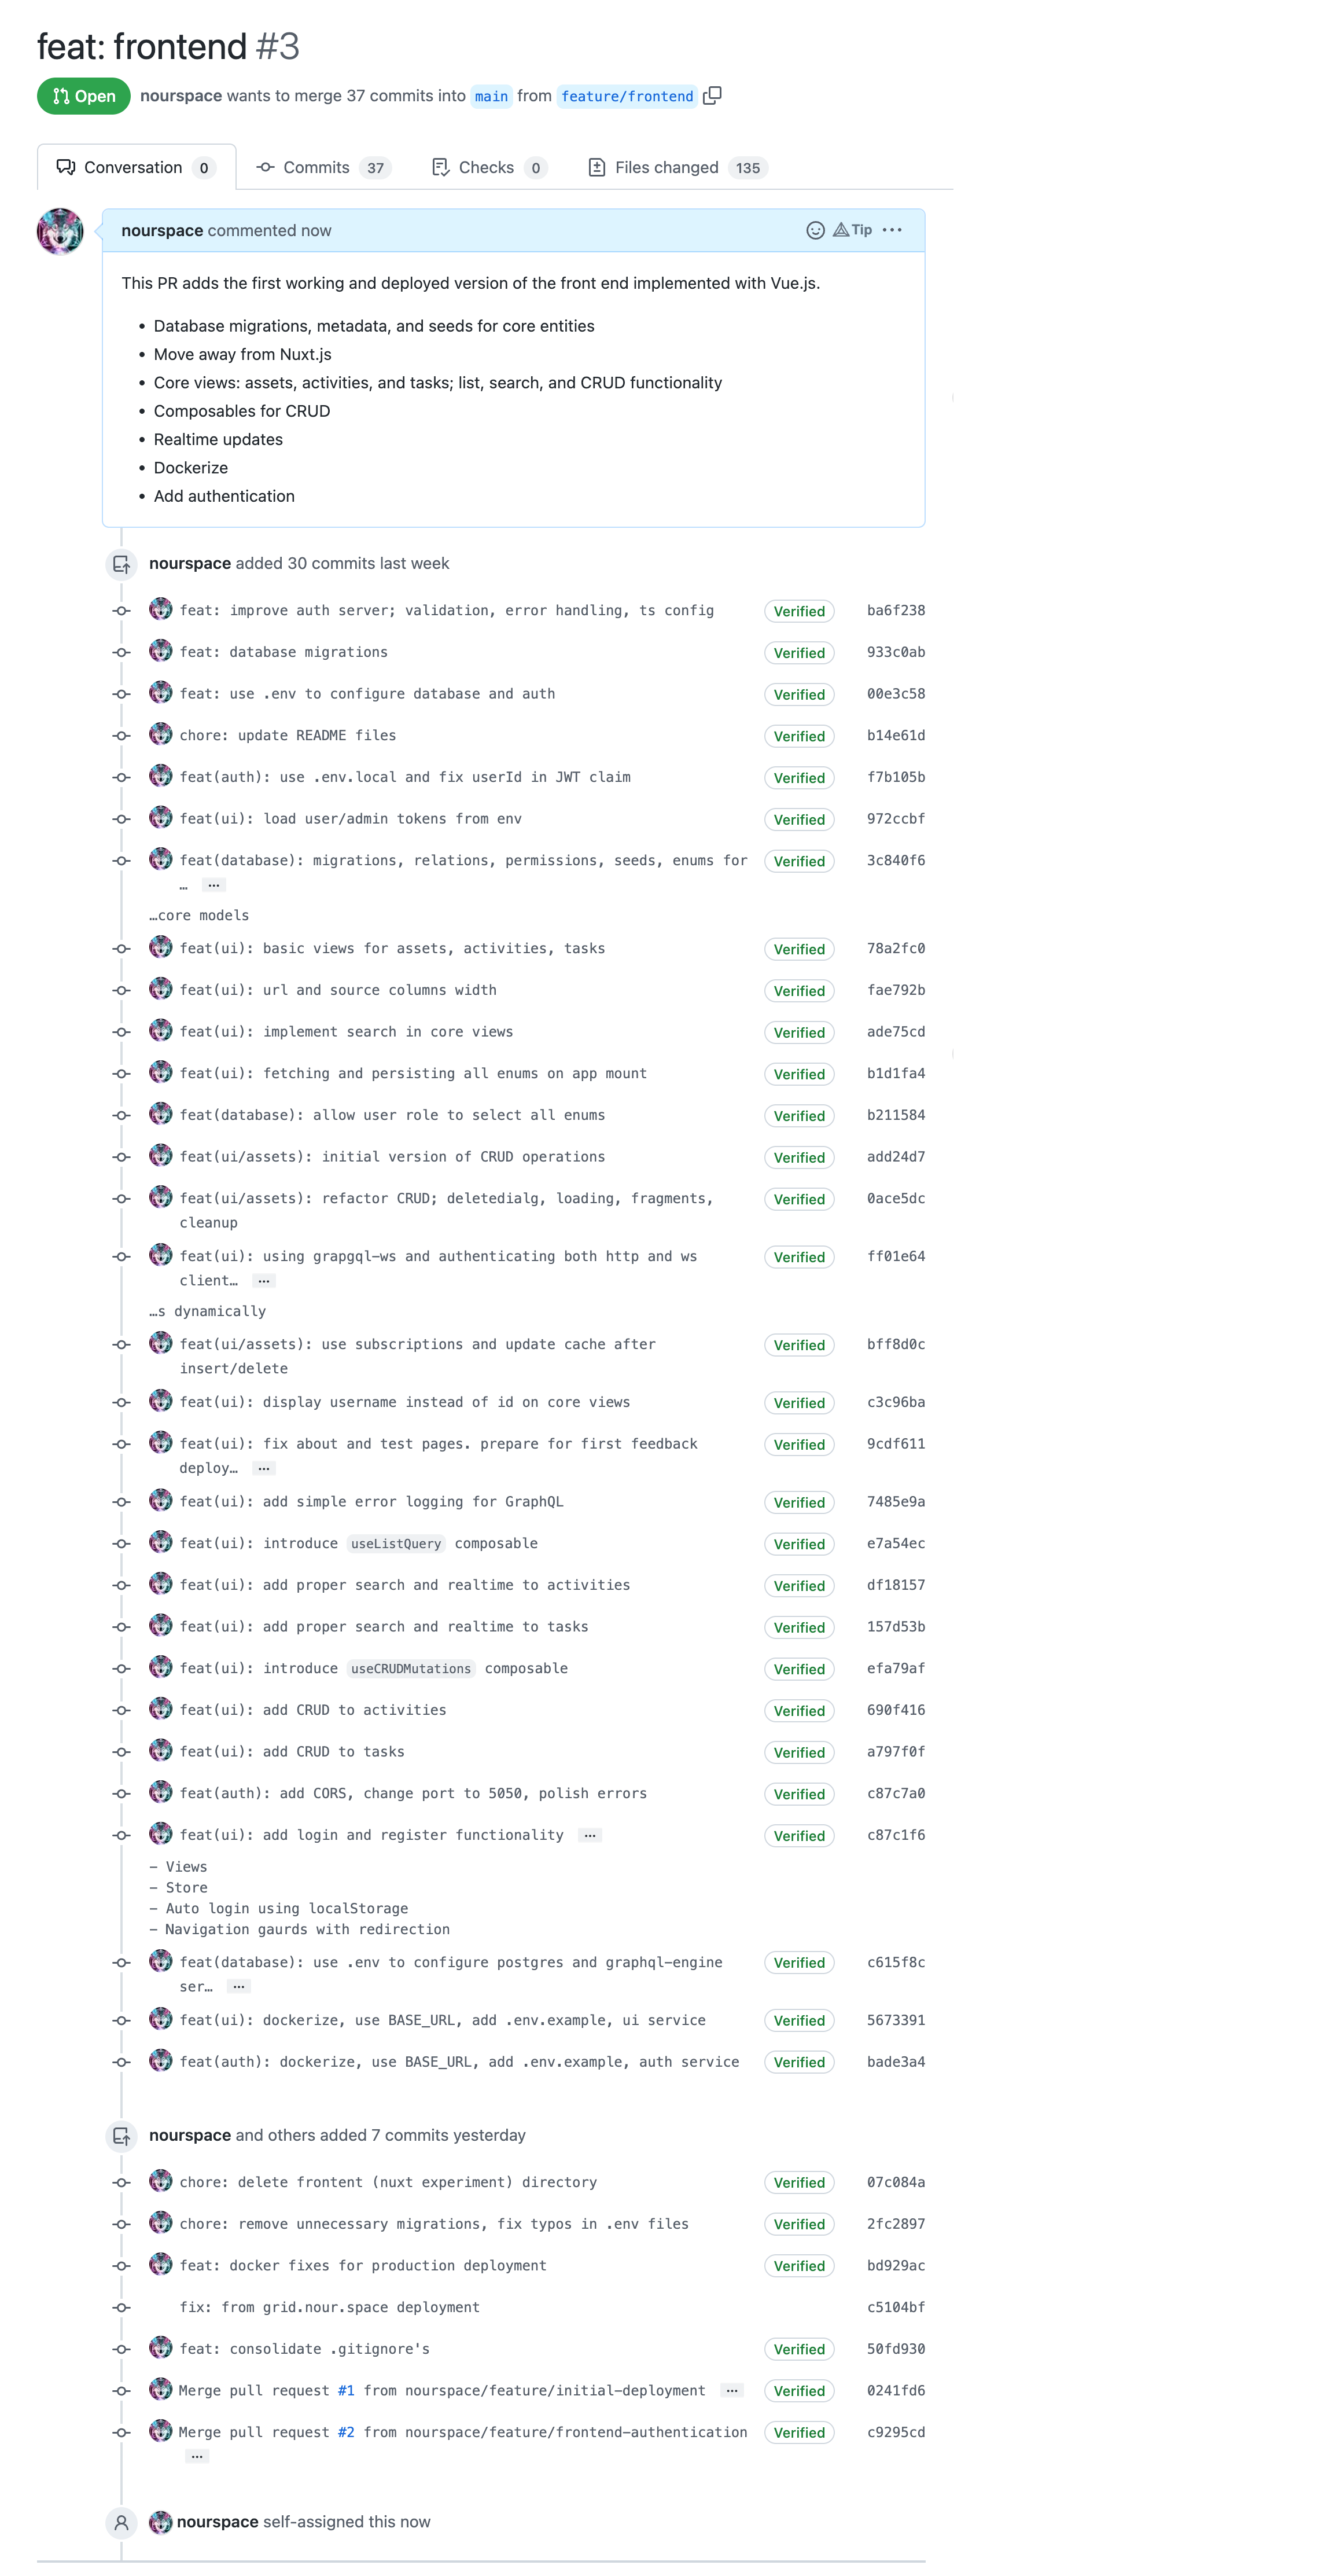 feat: frontend #3
Open nourspace wants to merge 37 commits into main from feature/frontend
Conversation 0 Commits 37 Checks 0 Files changed 135
nourspace commented now Tip ...
This PR adds the first working and deployed version of the front end implemented with Vue.js.
• Database migrations, metadata, and seeds for core entities
• Move away from Nuxt.js
• Core views: assets, activities, and tasks; list, search, and CRUD functionality
• Composables for CRUD
• Realtime updates
• Dockerize
• Add authentication
nourspace added 30 commits last week
feat: improve auth server; validation, error handling, ts config Verified ba6f238
feat: database migrations Verified 933c0ab
feat: use .env to configure database and auth Verified 00e3c58
chore: update README files Verified b14e61d
feat(auth): use .env.local and fix userId in JWT claim Verified f7b105b
feat(ui): load user/admin tokens from env Verified 972ccbf
feat(database): migrations, relations, permissions, seeds, enums for Verified 3c840f6
… ...
…core models
feat(ui): basic views for assets, activities, tasks Verified 78a2fc0
feat(ui): url and source columns width Verified fae792b
feat(ui): implement search in core views Verified ade75cd
feat(ui): fetching and persisting all enums on app mount Verified b1d1fa4
feat(database): allow user role to select all enums Verified b211584
feat(ui/assets): initial version of CRUD operations Verified add24d7
feat(ui/assets): refactor CRUD; deletedialg, loading, fragments, Verified 0ace5dc
cleanup
feat(ui): using grapgql-ws and authenticating both http and ws Verified ff01e64
client… ...
…s dynamically
feat(ui/assets): use subscriptions and update cache after Verified bff8d0c
insert/delete
feat(ui): display username instead of id on core views Verified c3c96ba
feat(ui): fix about and test pages. prepare for first feedback Verified 9cdf611
deploy… ...
feat(ui): add simple error logging for GraphQL Verified 7485e9a
feat(ui): introduce useListQuery composable Verified e7a54ec
feat(ui): add proper search and realtime to activities Verified df18157
feat(ui): add proper search and realtime to tasks Verified 157d53b
feat(ui): introduce useCRUDMutations composable Verified efa79af
feat(ui): add CRUD to activities Verified 690f416
feat(ui): add CRUD to tasks Verified a797f0f
feat(auth): add CORS, change port to 5050, polish errors Verified c87c7a0
feat(ui): add login and register functionality ... Verified c87c1f6
- Views
- Store
- Auto login using localStorage
- Navigation gaurds with redirection
feat(database): use .env to configure postgres and graphql-engine Verified c615f8c
ser… ...
feat(ui): dockerize, use BASE_URL, add .env.example, ui service Verified 5673391
feat(auth): dockerize, use BASE_URL, add .env.example, auth service Verified bade3a4
nourspace and others added 7 commits yesterday
chore: delete frontent (nuxt experiment) directory Verified 07c084a
chore: remove unnecessary migrations, fix typos in .env files Verified 2fc2897
feat: docker fixes for production deployment Verified bd929ac
fix: from grid.nour.space deployment c5104bf
feat: consolidate .gitignore's Verified 50fd930
Merge pull request #1 from nourspace/feature/initial-deployment ... Verified 0241fd6
Merge pull request #2 from nourspace/feature/frontend-authentication Verified c9295cd
...
nourspace self-assigned this now